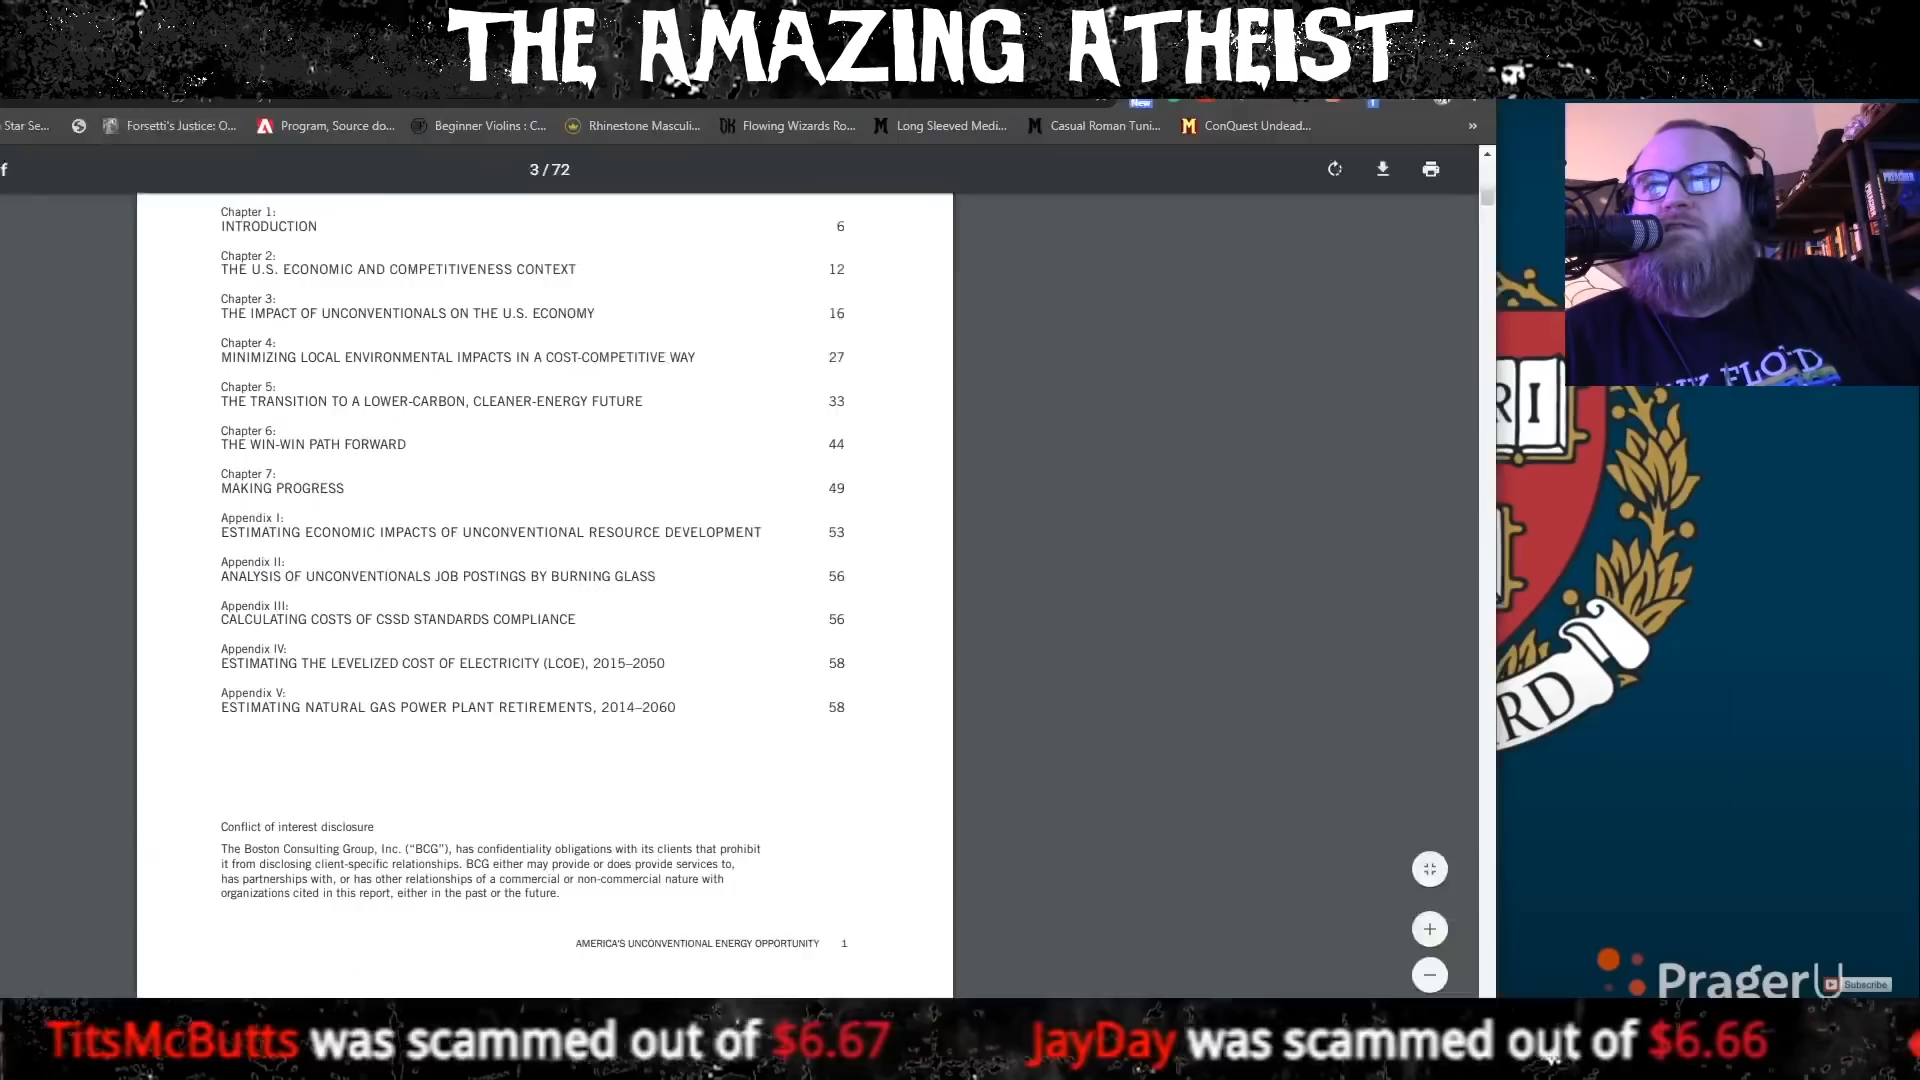 THE AMAZING ATHEIST
New
Star Se...
Forsetti's Justice: O...
Program, Source do...
Beginner Violins : C...
Rhinestone Masculi...
Flowing Wizards Ro...
Long Sleeved Medi...
Casual Roman Tuni...
ConQuest Undead...
»
f
3 / 72
Chapter 1:
INTRODUCTION 6
Chapter 2:
THE U.S. ECONOMIC AND COMPETITIVENESS CONTEXT 12
Chapter 3:
THE IMPACT OF UNCONVENTIONALS ON THE U.S. ECONOMY 16
Chapter 4:
MINIMIZING LOCAL ENVIRONMENTAL IMPACTS IN A COST-COMPETITIVE WAY 27
Chapter 5:
THE TRANSITION TO A LOWER-CARBON, CLEANER-ENERGY FUTURE 33
Chapter 6:
THE WIN-WIN PATH FORWARD 44
Chapter 7:
MAKING PROGRESS 49
Appendix I:
ESTIMATING ECONOMIC IMPACTS OF UNCONVENTIONAL RESOURCE DEVELOPMENT 53
Appendix II:
ANALYSIS OF UNCONVENTIONALS JOB POSTINGS BY BURNING GLASS 56
Appendix III:
CALCULATING COSTS OF CSSD STANDARDS COMPLIANCE 56
Appendix IV:
ESTIMATING THE LEVELIZED COST OF ELECTRICITY (LCOE), 2015–2050 58
Appendix V:
ESTIMATING NATURAL GAS POWER PLANT RETIREMENTS, 2014–2060 58
Conflict of interest disclosure
The Boston Consulting Group, Inc. (“BCG”), has confidentiality obligations with its clients that prohibit
it from disclosing client-specific relationships. BCG either may provide or does provide services to,
has partnerships with, or has other relationships of a commercial or non-commercial nature with
organizations cited in this report, either in the past or the future.
AMERICA'S UNCONVENTIONAL ENERGY OPPORTUNITY 1
PREACHER
FLOYD
RI
RD
PragerU
Subscribe
TitsMcButts was scammed out of $6.67
JayDay was scammed out of $6.66